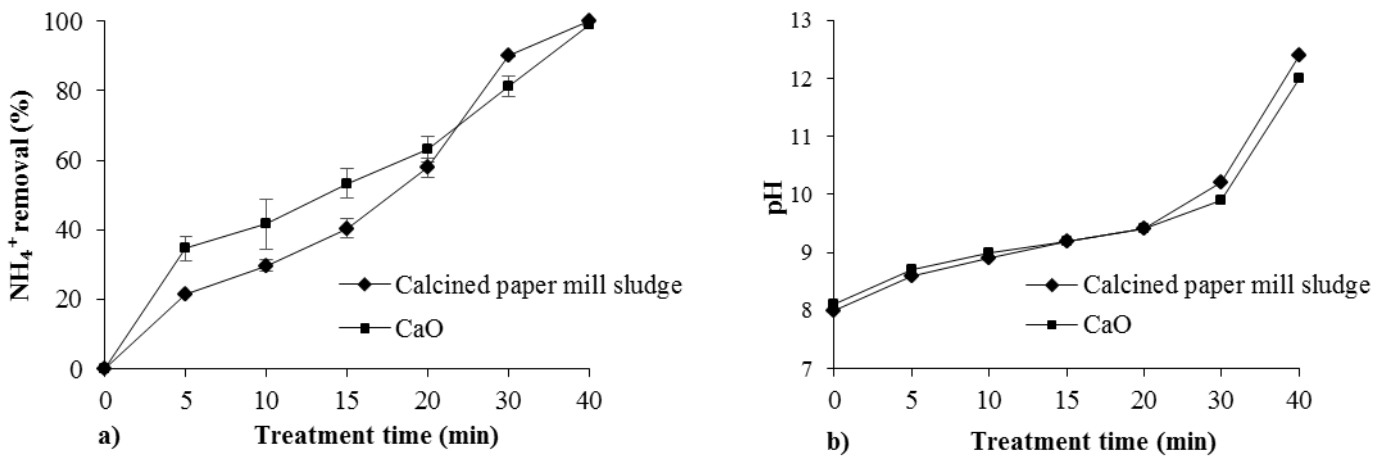 100
80
60
40
20
0
NH₄⁺ removal (%)
Calcined paper mill sludge
CaO
0 5 10 15 20 30 40
a) Treatment time (min)
13
12
11
10
9
8
7
pH
Calcined paper mill sludge
CaO
0 5 10 15 20 30 40
b) Treatment time (min)